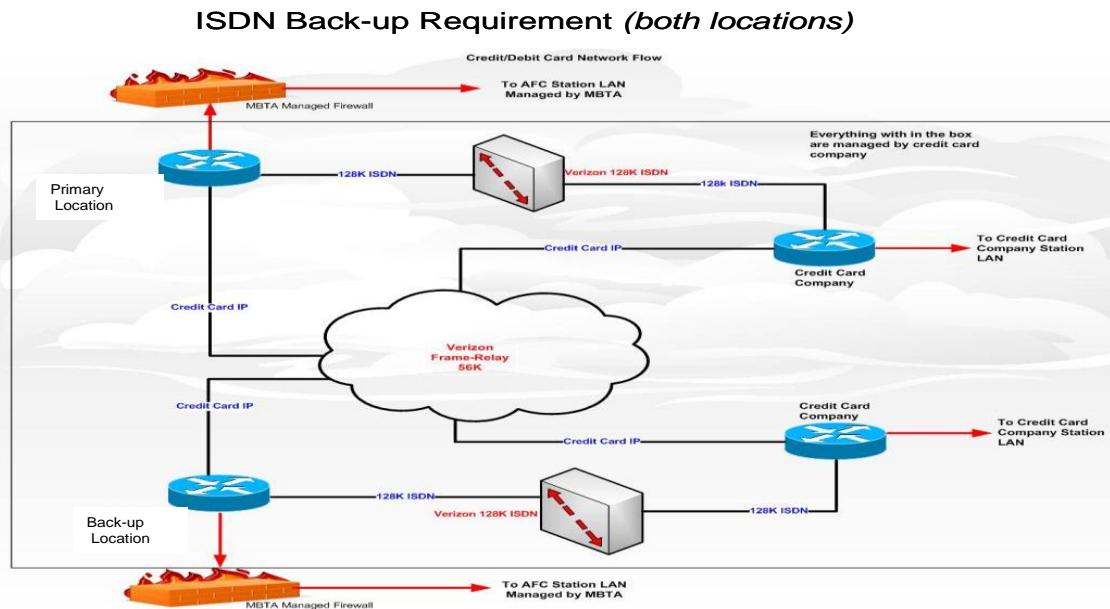 ISDN Back-up Requirement (both locations)
Credit/Debit Card Network Flow
To AFC Station LAN
Managed by MBTA
MBTA Managed Firewall
Everything with in the box
are managed by credit card
company
Primary
Location
128K ISDN
Verizon 128K ISDN
128k ISDN
Credit Card IP
To Credit Card
Company Station
LAN
Credit Card
Company
Credit Card IP
Verizon
Frame-Relay
56K
Credit Card IP
Credit Card
Company
To Credit Card
Company Station
LAN
Credit Card IP
128K ISDN
Verizon 128K ISDN
128K ISDN
Back-up
Location
To AFC Station LAN
Managed by MBTA
MBTA Managed Firewall